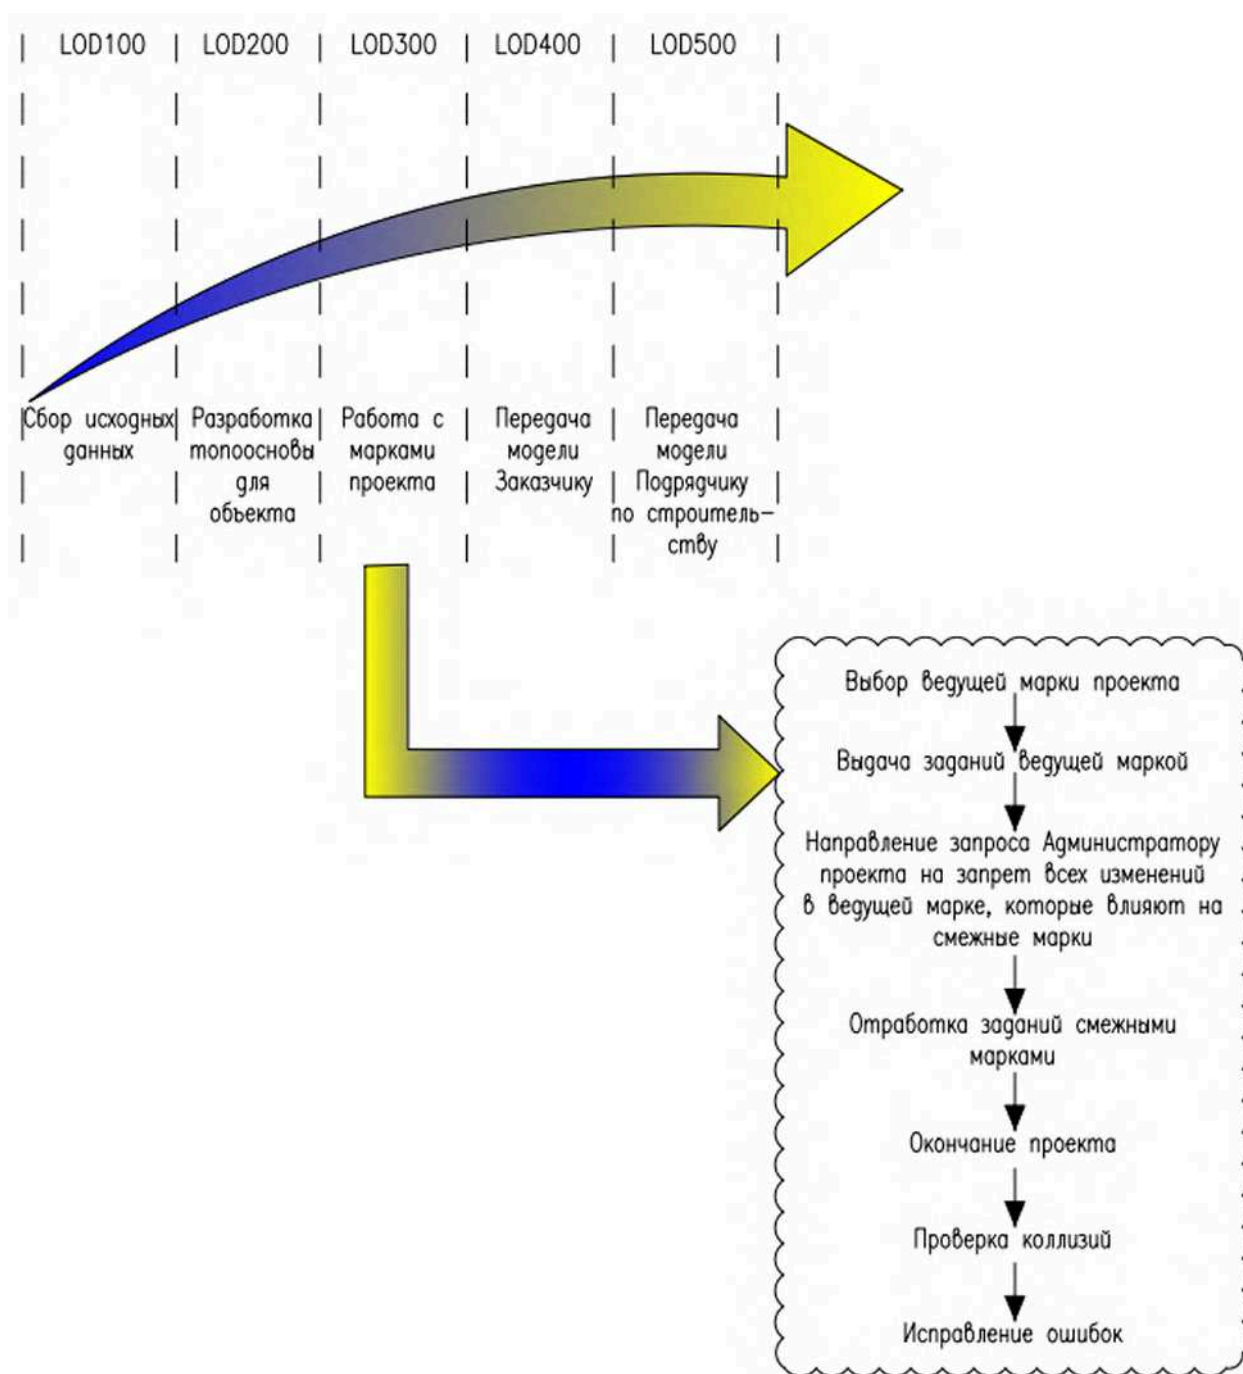 LOD100
LOD200
LOD300
LOD400
LOD500
Сбор исходных
данных
Разработка
топоосновы
для
объекта
Работа с
марками
проекта
Передача
модели
Заказчику
Передача
модели
Подрядчику
по строитель-
ству
Выбор ведущей марки проекта
Выдача заданий ведущей маркой
Направление запроса Администратору
проекта на запрет всех изменений
в ведущей марке, которые влияют на
смежные марки
Отработка заданий смежными
марками
Окончание проекта
Проверка коллизий
Исправление ошибок